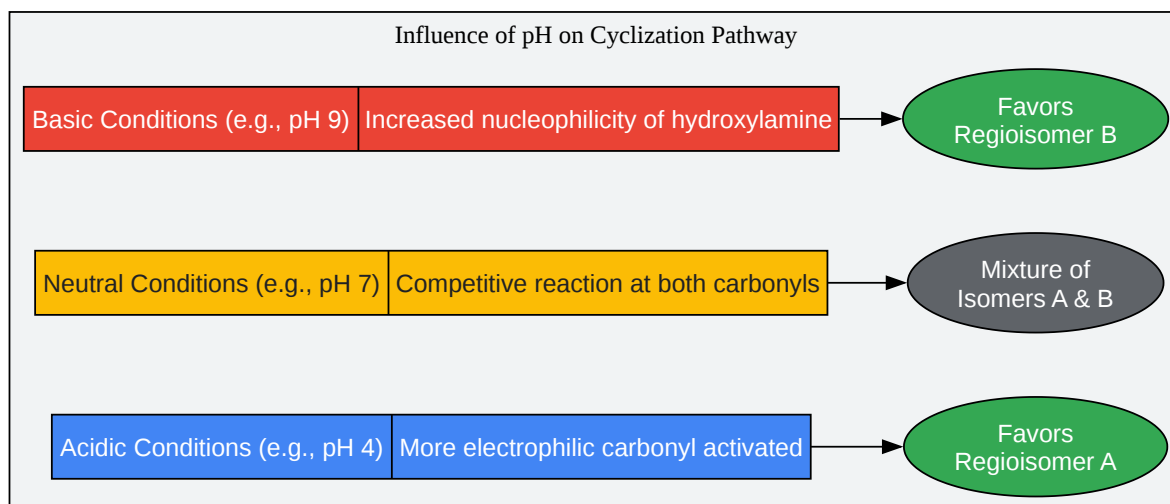 Influence of pH on Cyclization Pathway
Basic Conditions (e.g., pH 9)
Increased nucleophilicity of hydroxylamine
Favors
Regioisomer B
Neutral Conditions (e.g., pH 7)
Competitive reaction at both carbonyls
Mixture of
Isomers A & B
Acidic Conditions (e.g., pH 4)
More electrophilic carbonyl activated
Favors
Regioisomer A